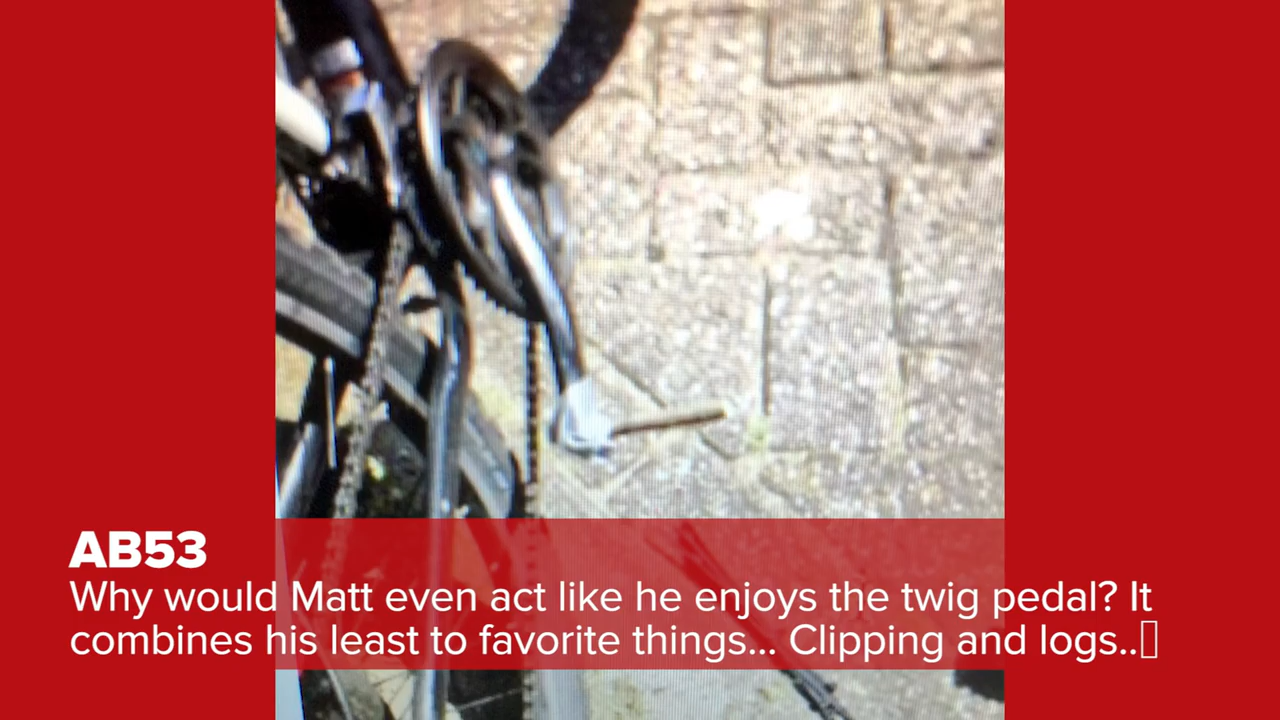 AB53
Why would Matt even act like he enjoys the twig pedal? It
combines his least to favorite things... Clipping and logs..